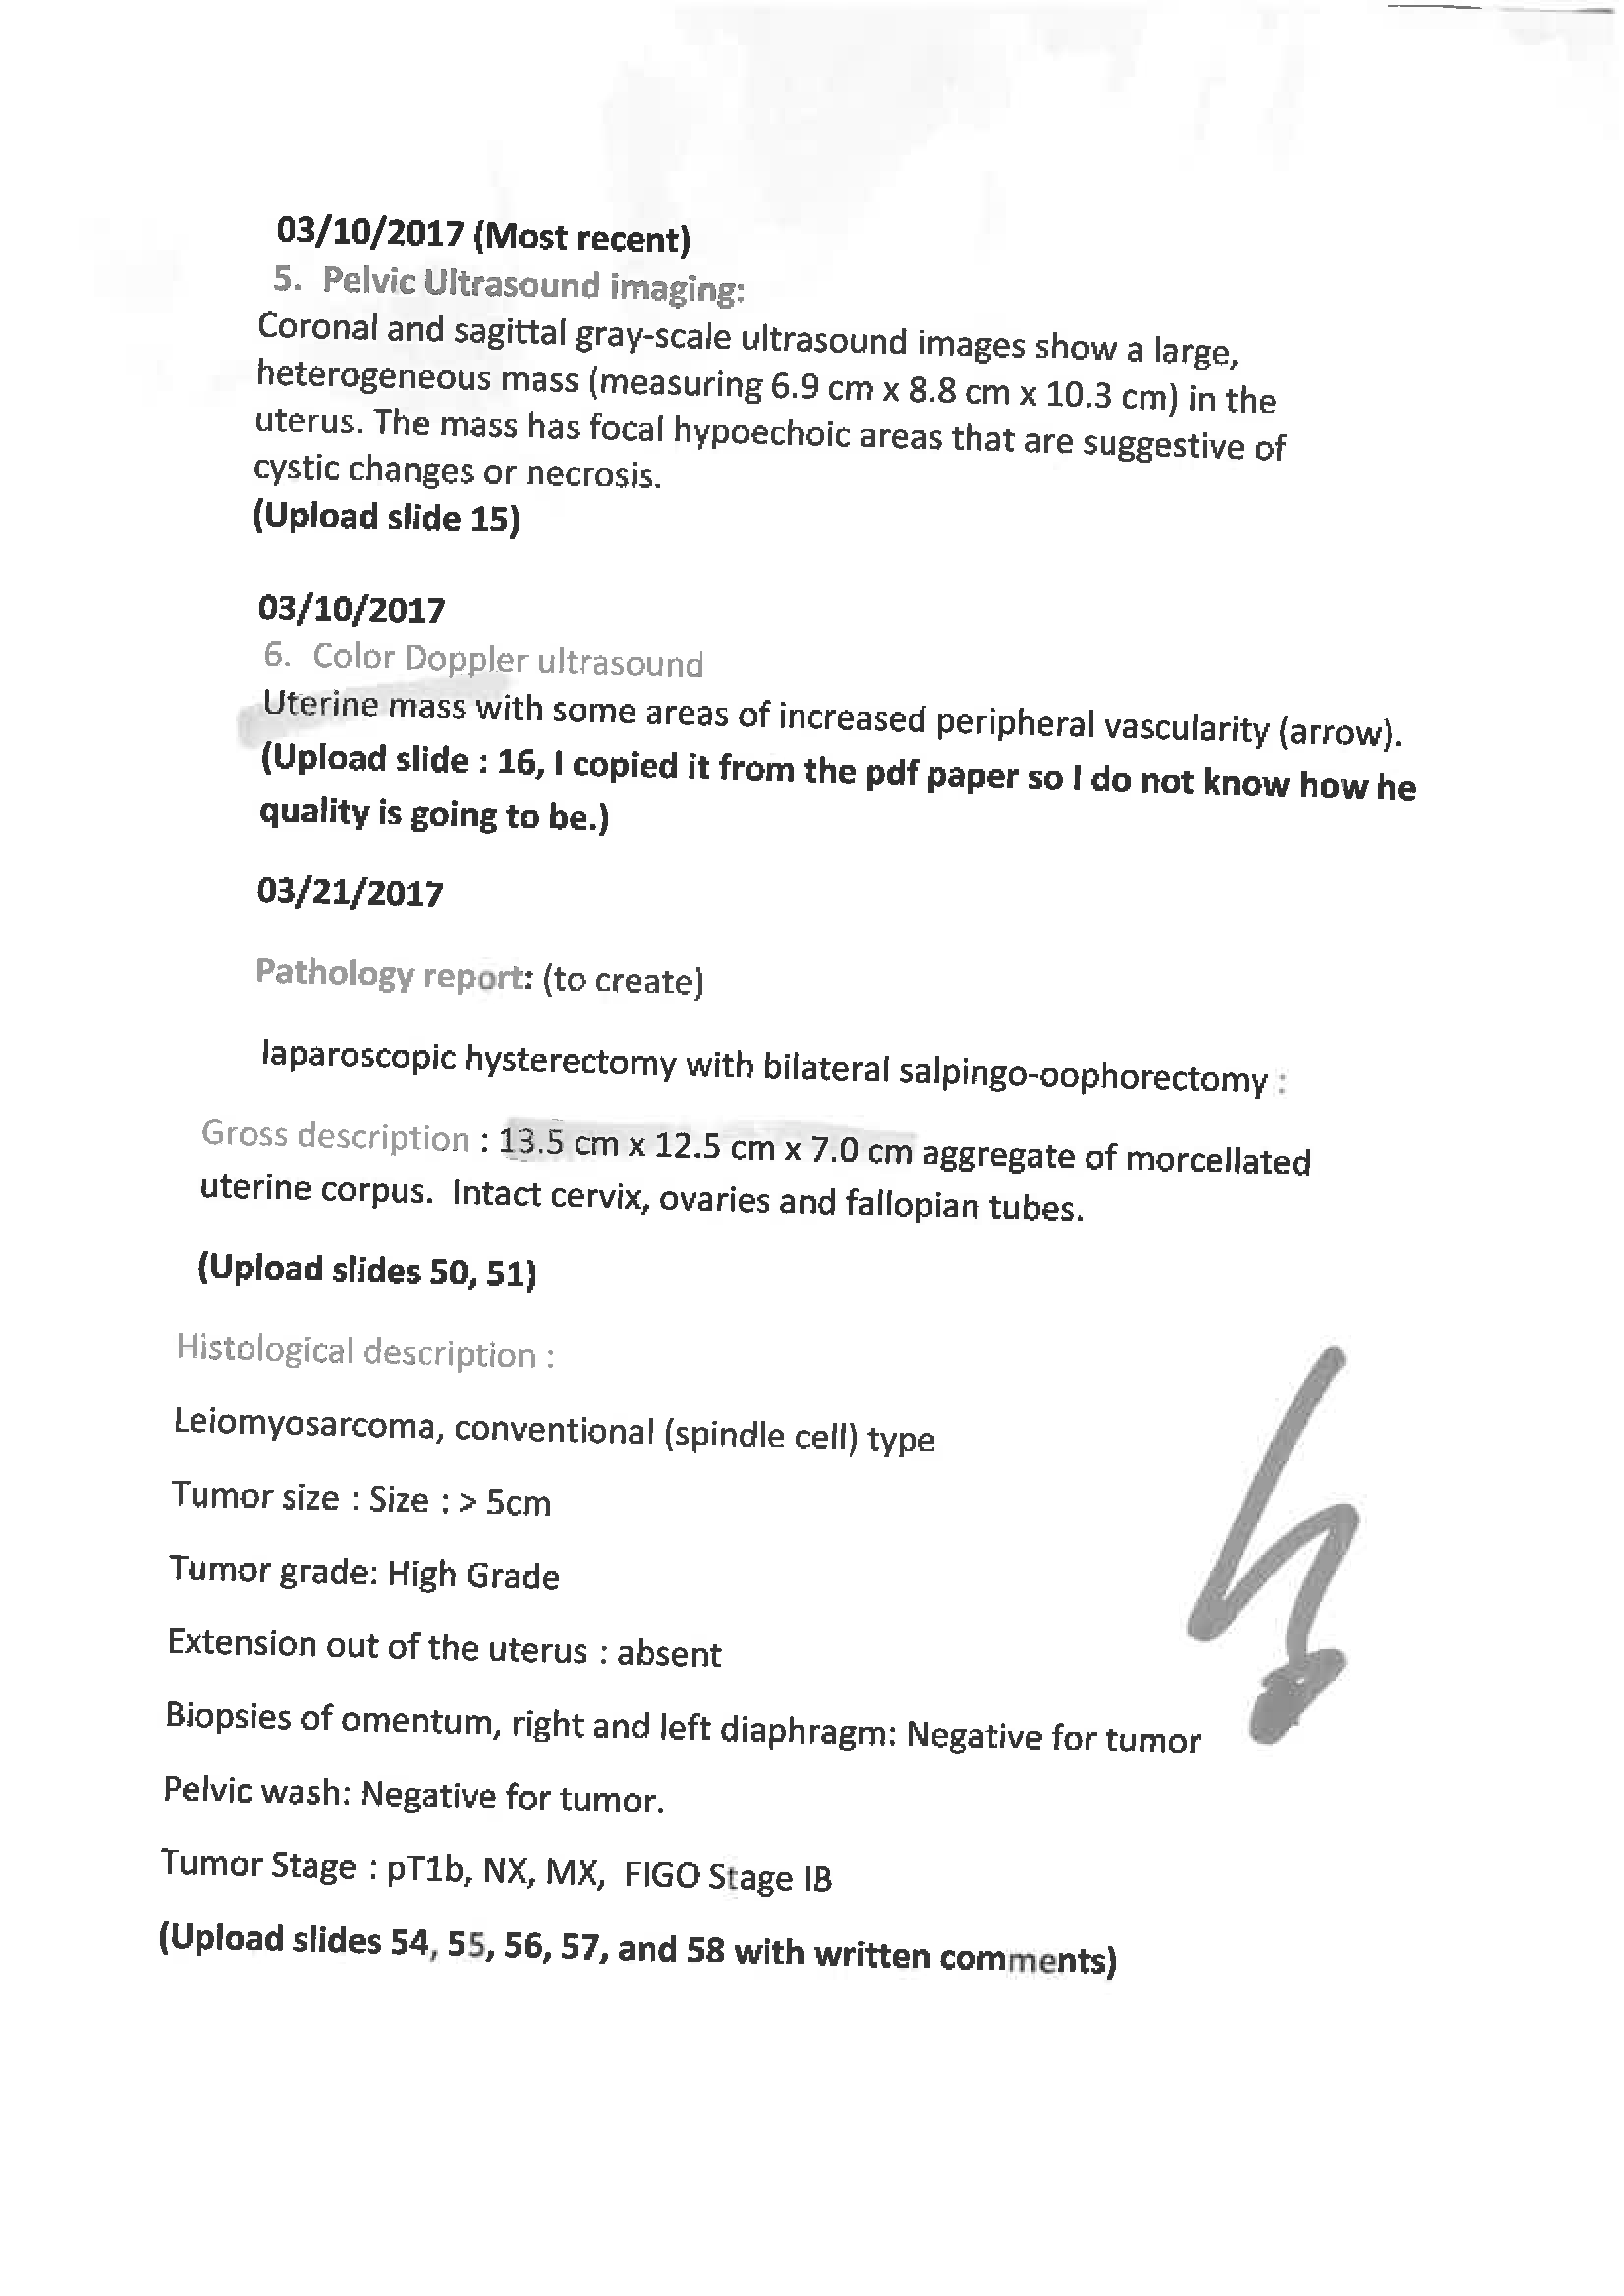 03/10/2017 (Most recent)
5. Pelvic Ultrasound imaging:
Coronal and sagittal gray-scale ultrasound images show a large,
heterogeneous mass (measuring 6.9 cm x 8.8 cm x 10.3 cm) in the
uterus. The mass has focal hypoechoic areas that are suggestive of
cystic changes or necrosis.
(Upload slide 15)
03/10/2017
6. Color Doppler ultrasound
Uterine mass with some areas of increased peripheral vascularity (arrow).
(Upload slide : 16, I copied it from the pdf paper so I do not know how he
quality is going to be.)
03/21/2017
Pathology report: (to create)
laparoscopic hysterectomy with bilateral salpingo-oophorectomy :
Gross description : 13.5 cm x 12.5 cm x 7.0 cm aggregate of morcellated
uterine corpus. Intact cervix, ovaries and fallopian tubes.
(Upload slides 50, 51)
Histological description :
Leiomyosarcoma, conventional (spindle cell) type
Tumor size : Size : > 5cm
Tumor grade: High Grade
Extension out of the uterus : absent
Biopsies of omentum, right and left diaphragm: Negative for tumor
Pelvic wash: Negative for tumor.
Tumor Stage : pT1b, NX, MX, FIGO Stage IB
(Upload slides 54, 55, 56, 57, and 58 with written comments)